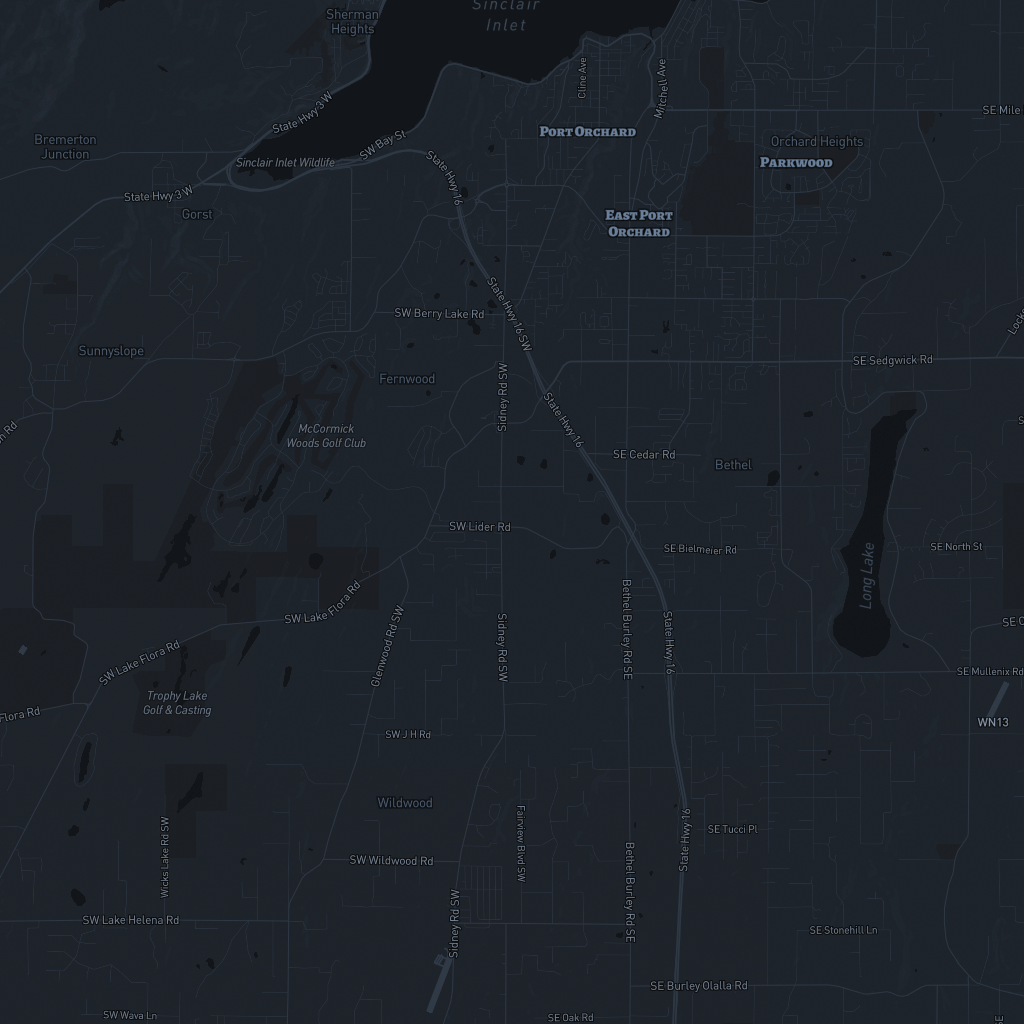 Sinclair
Inlet
Sherman
Heights
Cline Ave
Mitchell Ave
State Hwy 3 W
SE Mile
Bremerton
Junction
SW Bay St
PORT ORCHARD
Orchard Heights
PARKWOOD
Sinclair Inlet Wildlife
State Hwy 16
State Hwy 3 W
Gorst
EAST PORT
ORCHARD
State Hwy 16 SW
SW Berry Lake Rd
Sunnyslope
SE Sedgwick Rd
Fernwood
Sidney Rd SW
State Hwy 16
McCormick
Woods Golf Club
SE Cedar Rd
Bethel
SW Lider Rd
SE Bielmeier Rd
SE North St
Long Lake
SW Lake Flora Rd
Glenwood Rd SW
Sidney Rd SW
Bethel Burley Rd SE
State Hwy 16
SW Lake Flora Rd
SE Mullenix Rd
Trophy Lake
Golf & Casting
Flora Rd
WN13
SW J H Rd
Wildwood
Fairview Blvd SW
State Hwy 16
SE Tucci Pl
Wicks Lake Rd SW
SW Wildwood Rd
Bethel Burley Rd SE
Sidney Rd SW
SW Lake Helena Rd
SE Stonehill Ln
SE Burley Olalla Rd
SW Wava Ln
SE Oak Rd
SE